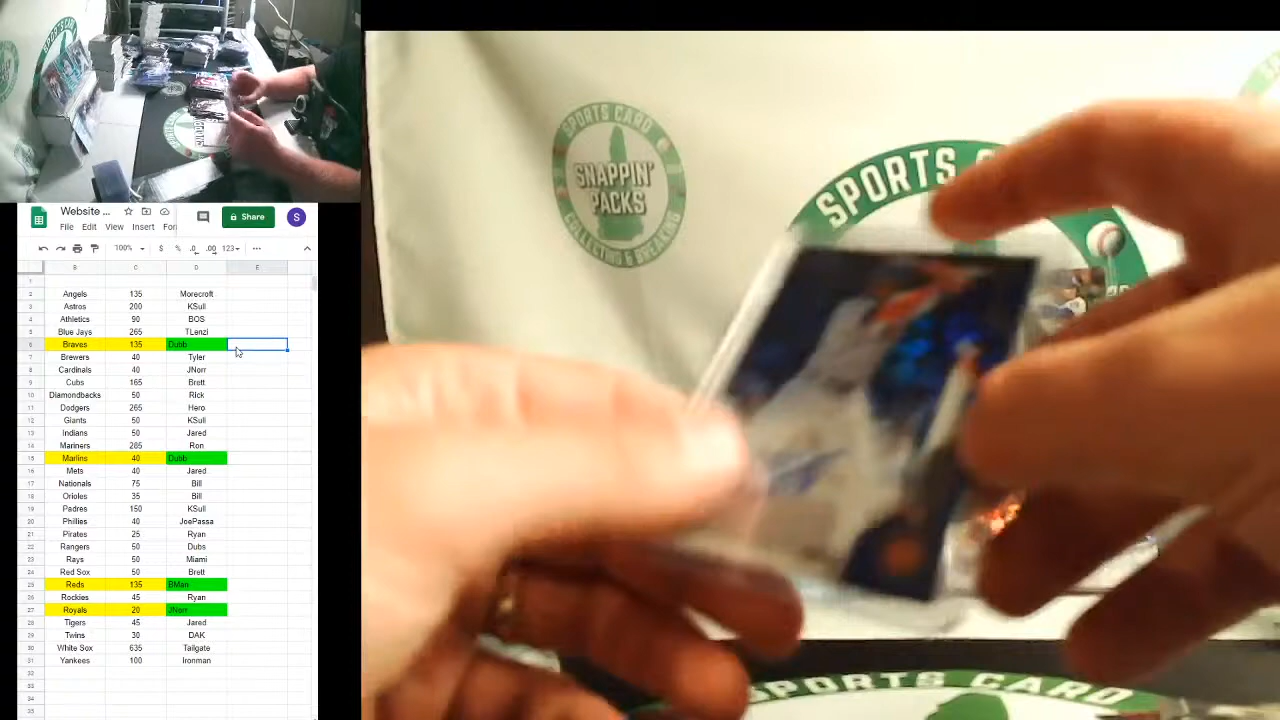 Website ...
Share
S
File Edit View Insert For
100% $ % .0 .00 123
B C D E
1
2 Angels 135 Morecroft
3 Astros 200 KSull
4 Athletics 90 BOS
5 Blue Jays 265 TLenzi
6 Braves 135 Dubb
7 Brewers 40 Tyler
8 Cardinals 40 JNorr
9 Cubs 165 Brett
10 Diamondbacks 50 Rick
11 Dodgers 265 Hero
12 Giants 50 KSull
13 Indians 50 Jared
14 Mariners 285 Ron
15 Marlins 40 Dubb
16 Mets 40 Jared
17 Nationals 75 Bill
18 Orioles 35 Bill
19 Padres 150 KSull
20 Phillies 40 JoePassa
21 Pirates 25 Ryan
22 Rangers 50 Dubs
23 Rays 50 Miami
24 Red Sox 50 Brett
25 Reds 135 BMan
26 Rockies 45 Ryan
27 Royals 20 JNorr
28 Tigers 45 Jared
29 Twins 30 DAK
30 White Sox 635 Tailgate
31 Yankees 100 Ironman
32
33
34
35
SPORTS CARD
SNAPPIN'
PACKS
COLLECTING & BREAKING
SPORTS
SPORTS CARD